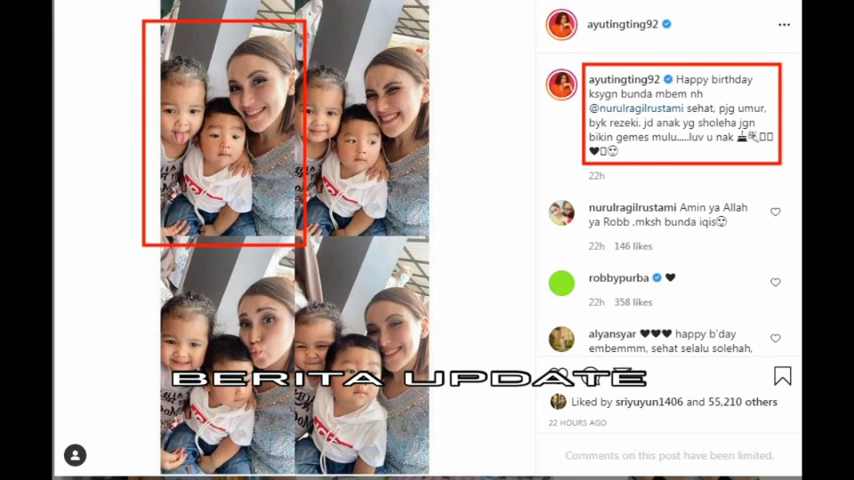 ayutingting92
ayutingting92 Happy birthday
ksygn bunda mbem nh
@nurulragilrustami sehat, pjg umur,
byk rezeki. jd anak yg sholeha jgn
bikin gemes mulu.....luv u nak
22h
nurulragilrustami Amin ya Allah
ya Robb ,mksh bunda iqis
22h 146 likes
robbypurba
22h 358 likes
alyansyar happy b'day
embemmm, sehat selalu solehah,
BERITA UPDATE
Liked by sriyuyun1406 and 55,210 others
22 HOURS AGO
Comments on this post have been limited.